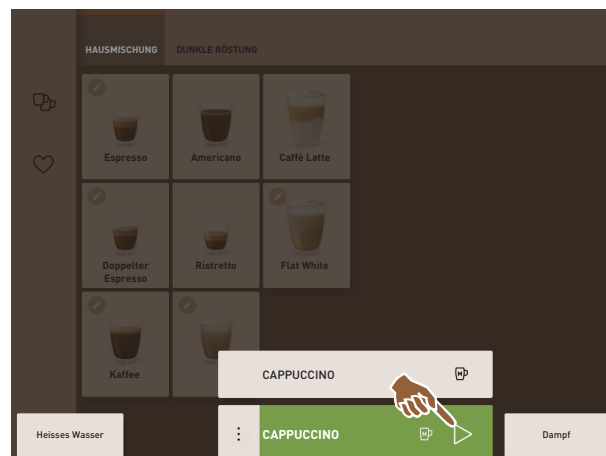 HAUSMISCHUNG
DUNKLE RÖSTUNG
Espresso
Americano
Caffè Latte
Doppelter
Espresso
Ristretto
Flat White
Kaffee
CAPPUCCINO
M
Heisses Wasser
CAPPUCCINO
M
Dampf